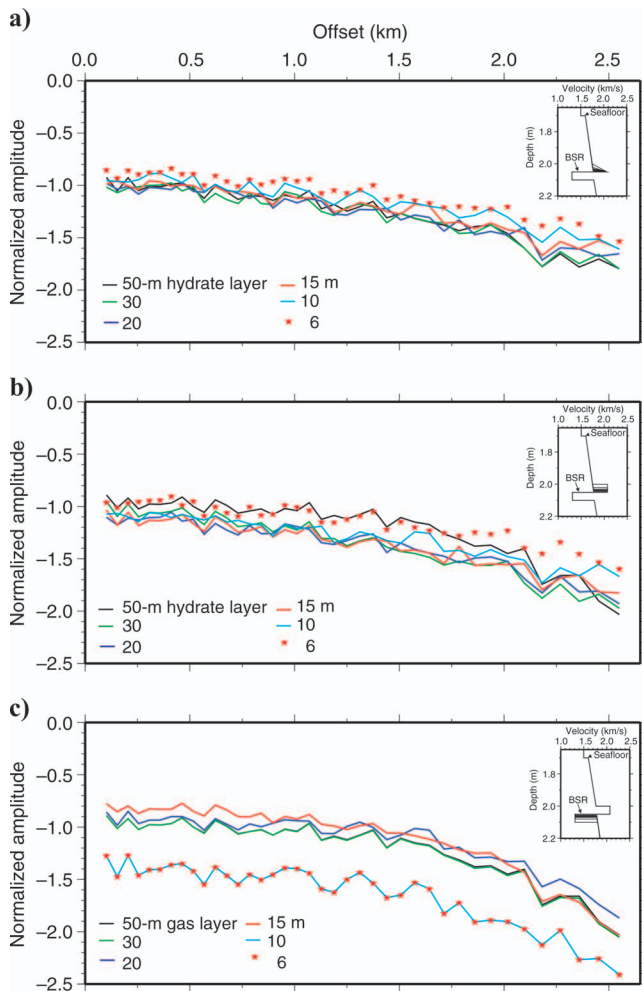 a)
Offset (km)
0.0 0.5 1.0 1.5 2.0 2.5
0.0
−0.5
−1.0
−1.5
−2.0
−2.5
Normalized amplitude
Velocity (km/s)
1.0 1.5 2.0 2.5
Seafloor
1.8
2.0
2.2
Depth (m)
BSR
50-m hydrate layer 15 m
30 10
20 6
b)
0.0
−0.5
−1.0
−1.5
−2.0
−2.5
Normalized amplitude
Velocity (km/s)
1.0 1.5 2.0 2.5
Seafloor
1.8
2.0
2.2
Depth (m)
BSR
50-m hydrate layer 15 m
30 10
20 6
c)
0.0
−0.5
−1.0
−1.5
−2.0
−2.5
Normalized amplitude
Velocity (km/s)
1.0 1.5 2.0 2.5
Seafloor
1.8
2.0
2.2
Depth (m)
BSR
50-m gas layer 15 m
30 10
20 6